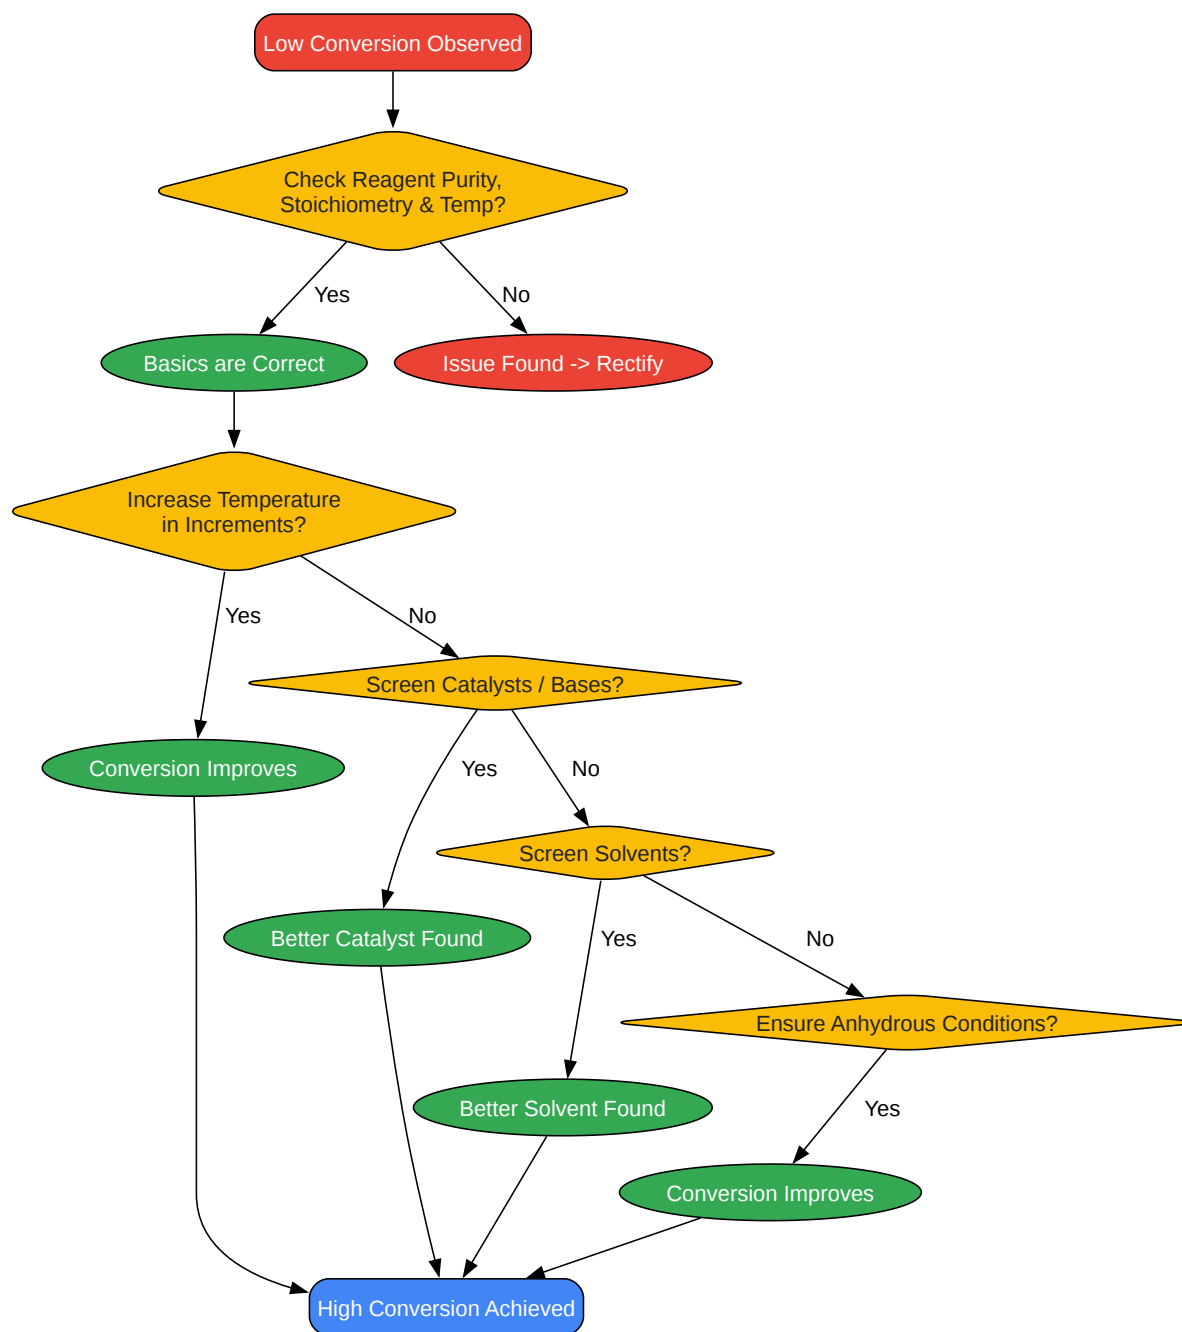 Low Conversion Observed
Check Reagent Purity,
Stoichiometry & Temp?
Yes
No
Basics are Correct
Issue Found -> Rectify
Increase Temperature
in Increments?
Yes
No
Screen Catalysts / Bases?
Conversion Improves
Yes
No
Screen Solvents?
Better Catalyst Found
Yes
No
Ensure Anhydrous Conditions?
Better Solvent Found
Yes
Conversion Improves
High Conversion Achieved